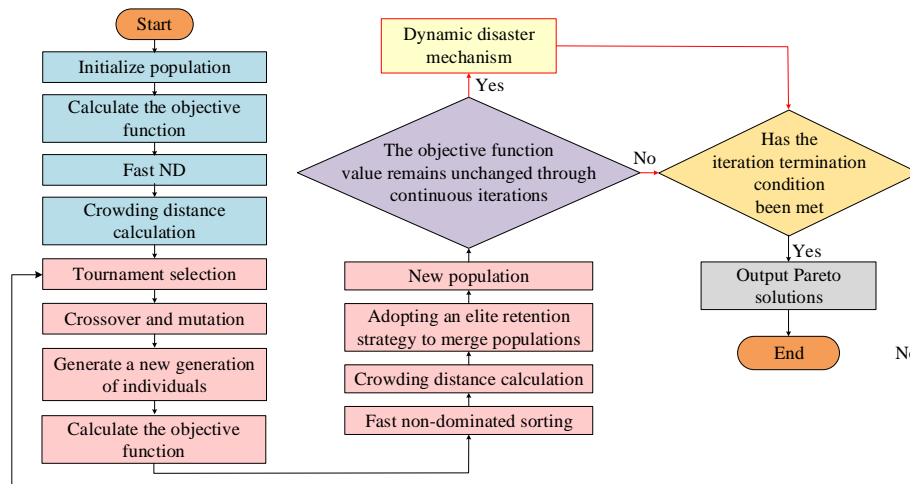 Start
Initialize population
Calculate the objective
function
Fast ND
Crowding distance
calculation
Tournament selection
Crossover and mutation
Generate a new generation
of individuals
Calculate the objective
function
Fast non-dominated sorting
Crowding distance calculation
Adopting an elite retention
strategy to merge populations
New population
The objective function
value remains unchanged through
continuous iterations
Yes
Dynamic disaster
mechanism
No
Has the
iteration termination
condition
been met
Yes
Output Pareto
solutions
End